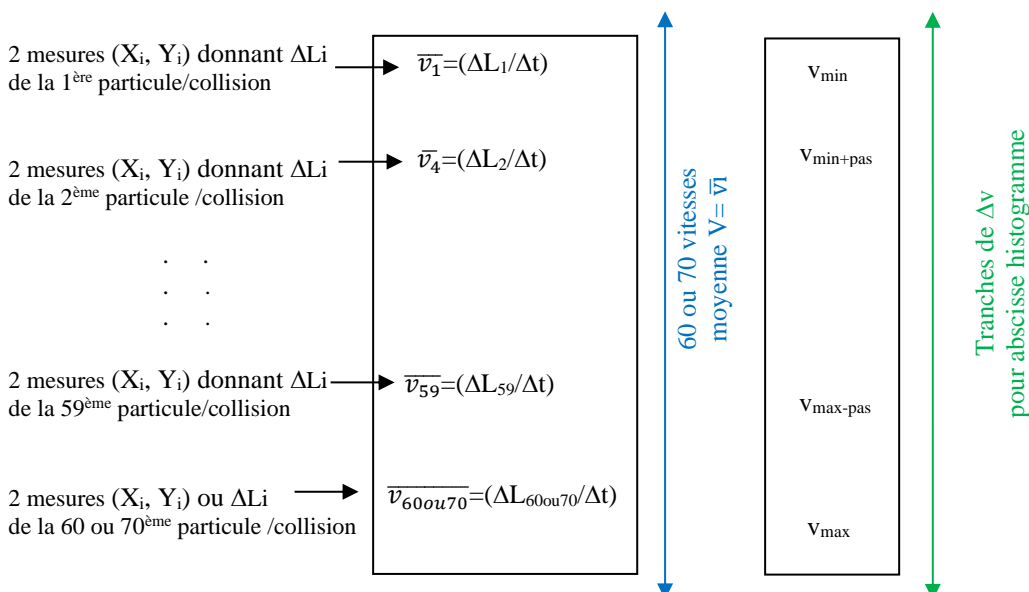 2 mesures (Xᵢ, Yᵢ) donnant ΔLi
de la 1ère particule/collision
v̅₁=(ΔL₁/Δt)
vmin
2 mesures (Xᵢ, Yᵢ) donnant ΔLi
de la 2ème particule /collision
v̅₄=(ΔL₂/Δt)
vmin+pas
. .
. .
. .
2 mesures (Xᵢ, Yᵢ) donnant ΔLi
de la 59ème particule/collision
v̅₅₉=(ΔL₅₉/Δt)
vmax-pas
2 mesures (Xᵢ, Yᵢ) ou ΔLi
de la 60 ou 70ème particule /collision
v̅60ou70=(ΔL60ou70/Δt)
vmax
60 ou 70 vitesses
moyenne V= v̅i
Tranches de Δv
pour abscisse histogramme